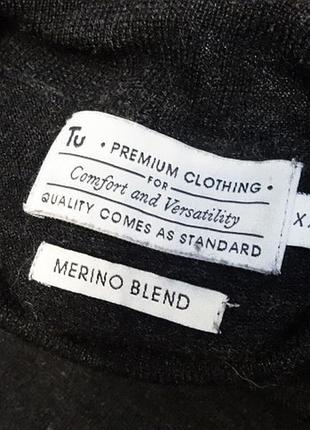 Tu • PREMIUM CLOTHING •
FOR
Comfort and Versatility
QUALITY COMES AS STANDARD
X
MERINO BLEND